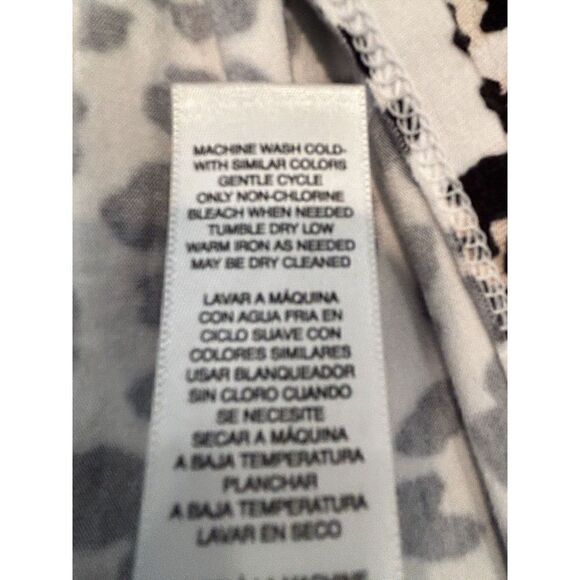 MACHINE WASH COLD-
WITH SIMILAR COLORS
GENTLE CYCLE
ONLY NON-CHLORINE
BLEACH WHEN NEEDED
TUMBLE DRY LOW
WARM IRON AS NEEDED
MAY BE DRY CLEANED
LAVAR A MÁQUINA
CON AGUA FRIA EN
CICLO SUAVE CON
COLORES SIMILARES
USAR BLANQUEADOR
SIN CLORO CUANDO
SE NECESITE
SECAR A MÁQUINA
A BAJA TEMPERATURA
PLANCHAR
A BAJA TEMPERATURA
LAVAR EN SECO